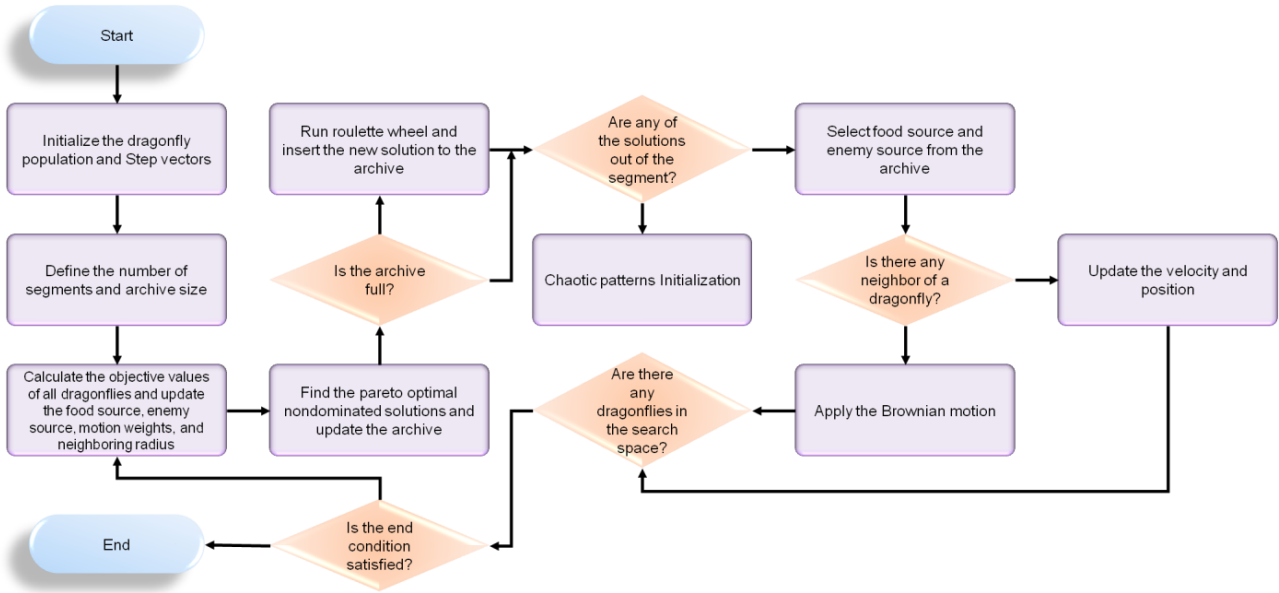 Start
Initialize the dragonfly
population and Step vectors
Define the number of
segments and archive size
Calculate the objective values
of all dragonflies and update
the food source, enemy
source, motion weights, and
neighboring radius
Find the pareto optimal
nondominated solutions and
update the archive
Is the archive
full?
Run roulette wheel and
insert the new solution to the
archive
Are any of
the solutions
out of the
segment?
Chaotic patterns Initialization
Select food source and
enemy source from the
archive
Is there any
neighbor of a
dragonfly?
Update the velocity and
position
Apply the Brownian motion
Are there
any
dragonflies in
the search
space?
Is the end
condition
satisfied?
End